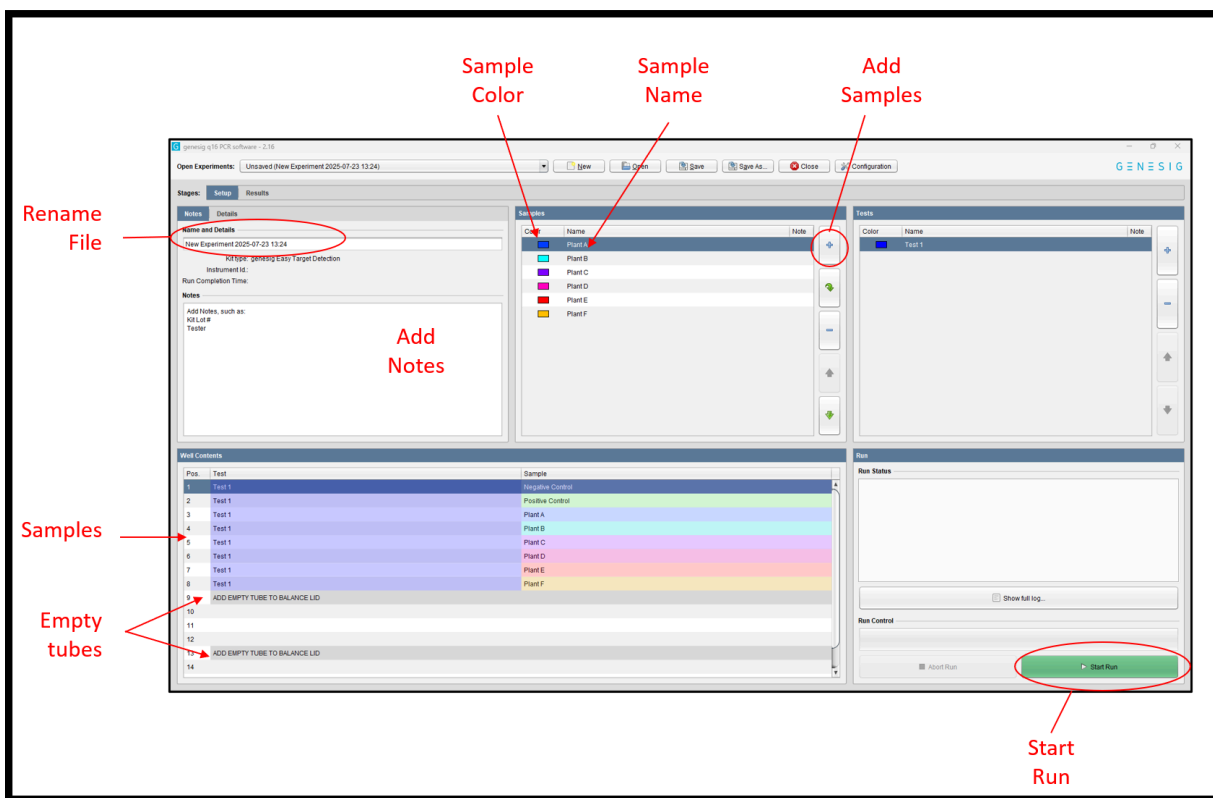 Sample
Color
Sample
Name
Add
Samples
genesig q16 PCR software - 2.16
Open Experiments: Unsaved (New Experiment 2025-07-23 13:24) New Open Save Save As... Close Configuration
GENESIG
Stages: Setup Results
Rename
File
Notes Details
Name and Details
New Experiment 2025-07-23 13:24
Kit type: genesig Easy Target Detection
Instrument Id.:
Run Completion Time:
Notes
Add Notes, such as:
Kit Lot #
Tester
Add
Notes
Samples
Color Name Note
Plant A
Plant B
Plant C
Plant D
Plant E
Plant F
Tests
Color Name Note
Test 1
Well Contents
Pos. Test Sample
1 Test 1 Negative Control
2 Test 1 Positive Control
3 Test 1 Plant A
4 Test 1 Plant B
5 Test 1 Plant C
6 Test 1 Plant D
7 Test 1 Plant E
8 Test 1 Plant F
9 ADD EMPTY TUBE TO BALANCE LID
10
11
12
13 ADD EMPTY TUBE TO BALANCE LID
14
Samples
Empty
tubes
Run
Run Status
Show full log...
Run Control
Abort Run Start Run
Start
Run